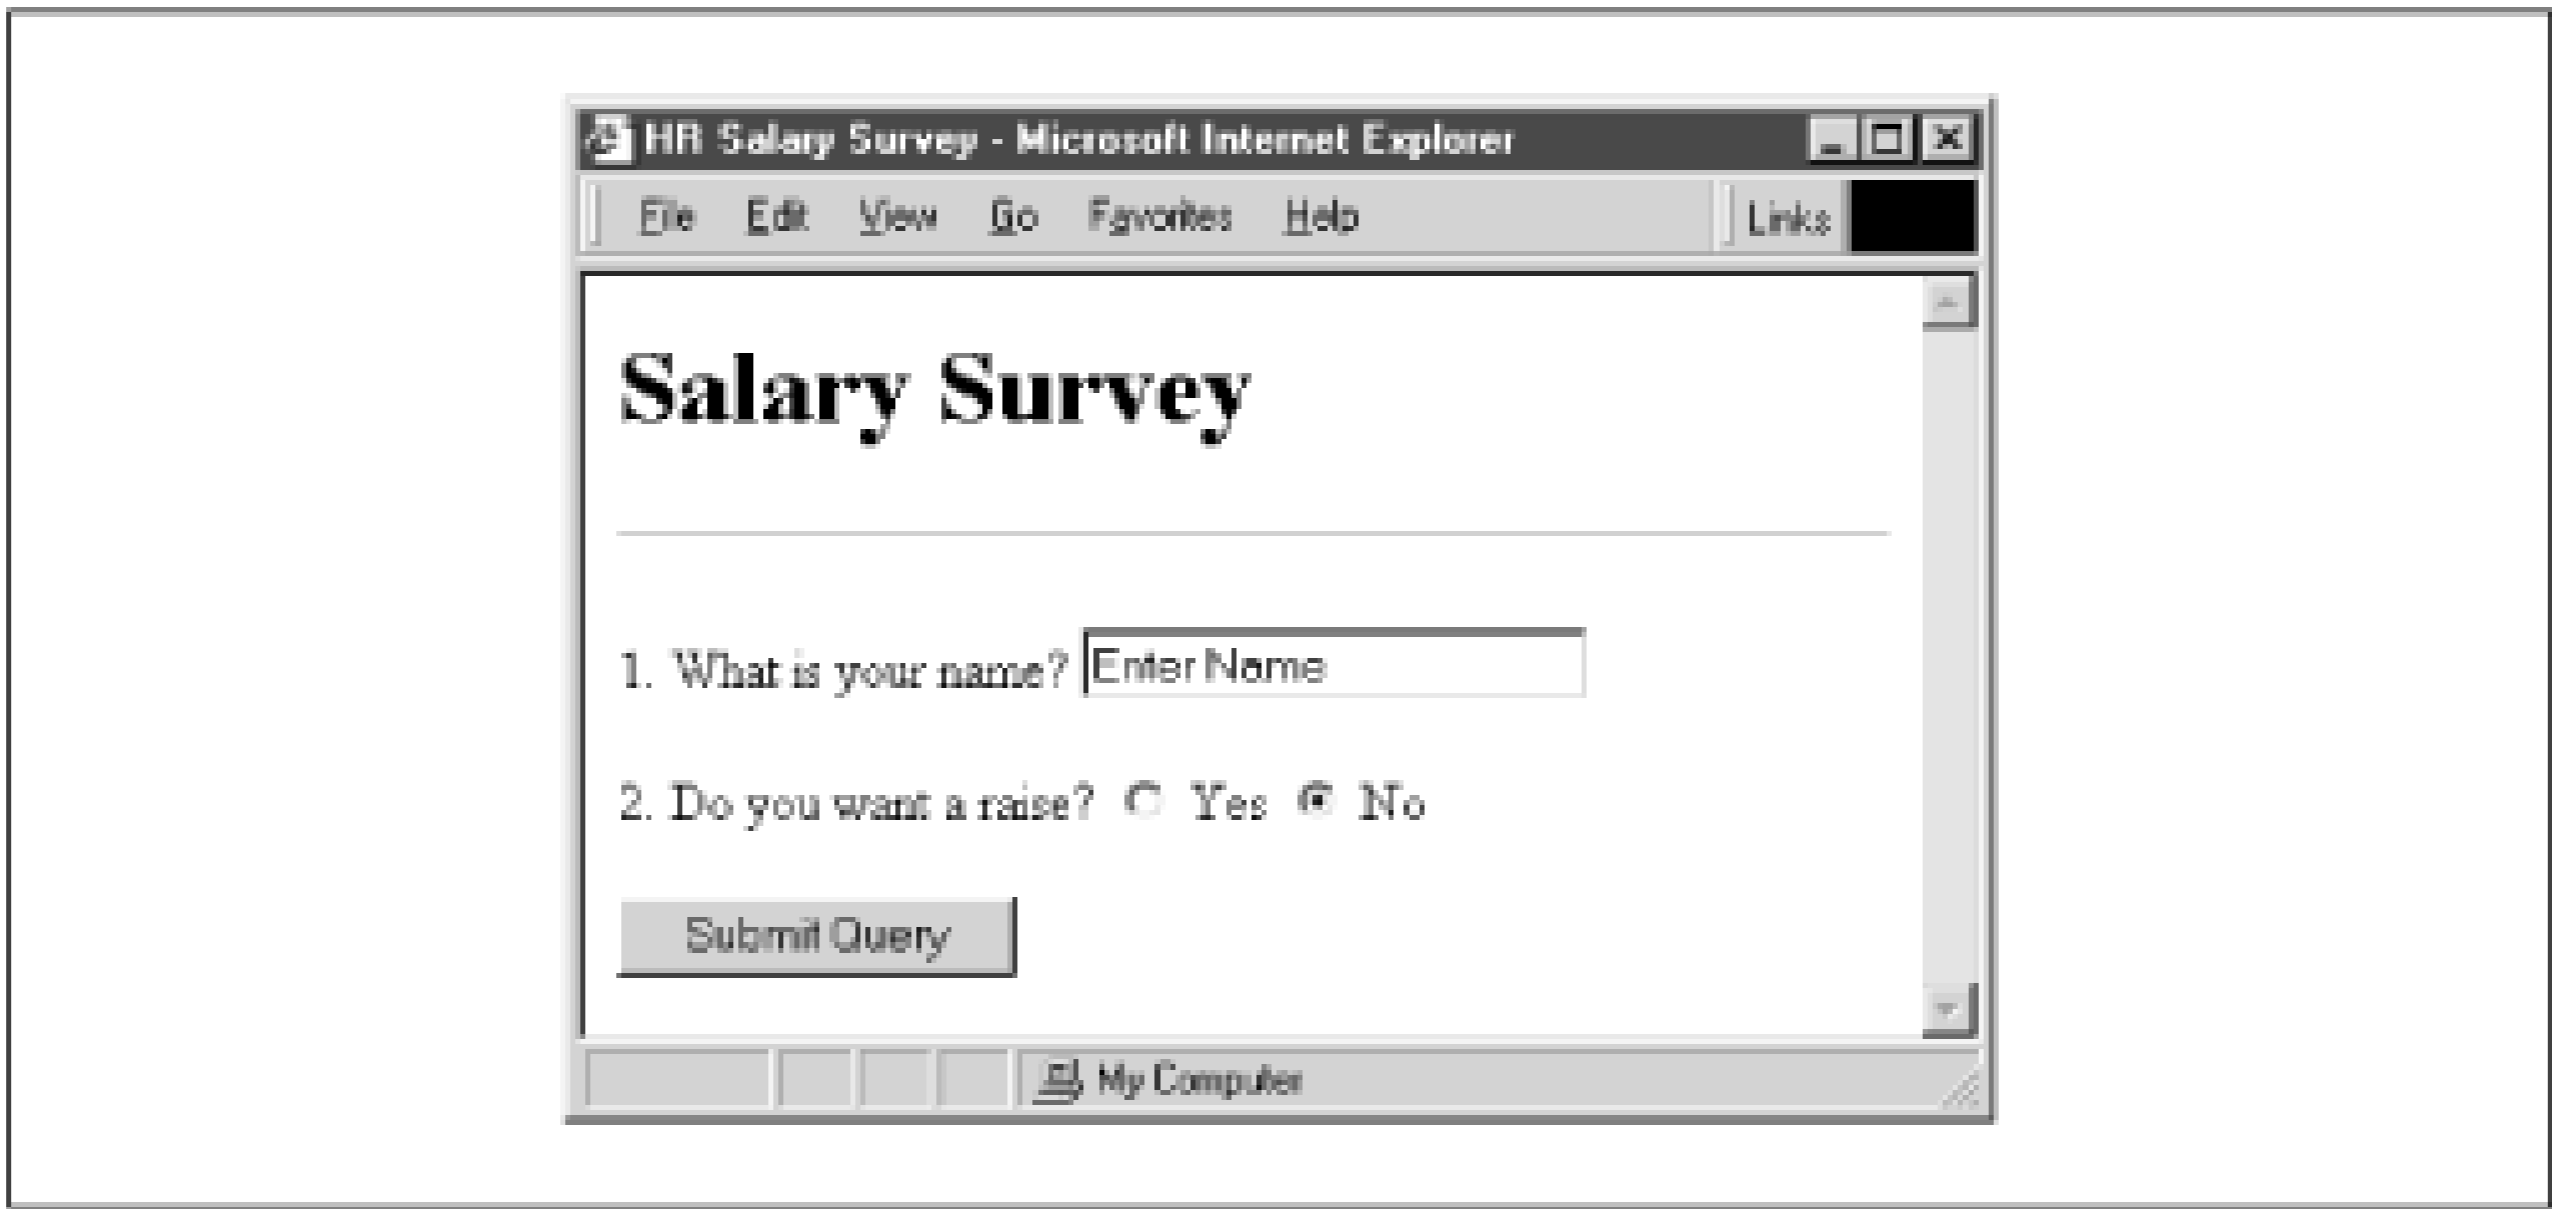 HR Salary Survey - Microsoft Internet Explorer
File Edit View Go Favorites Help Links
Salary Survey
1. What is your name? Enter Name
2. Do you want a raise? Yes No
Submit Query
My Computer